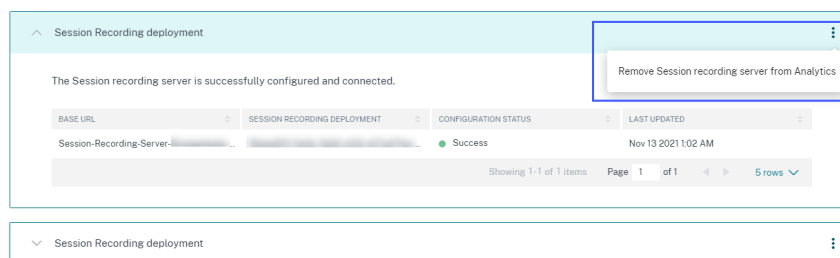 Session Recording deployment
Remove Session recording server from Analytics
The Session recording server is successfully configured and connected.
BASE URL SESSION RECORDING DEPLOYMENT CONFIGURATION STATUS LAST UPDATED
Session-Recording-Server- .. .. Success Nov 13 2021 1:02 AM
Showing 1-1 of 1 items Page 1 of 1 5 rows
Session Recording deployment